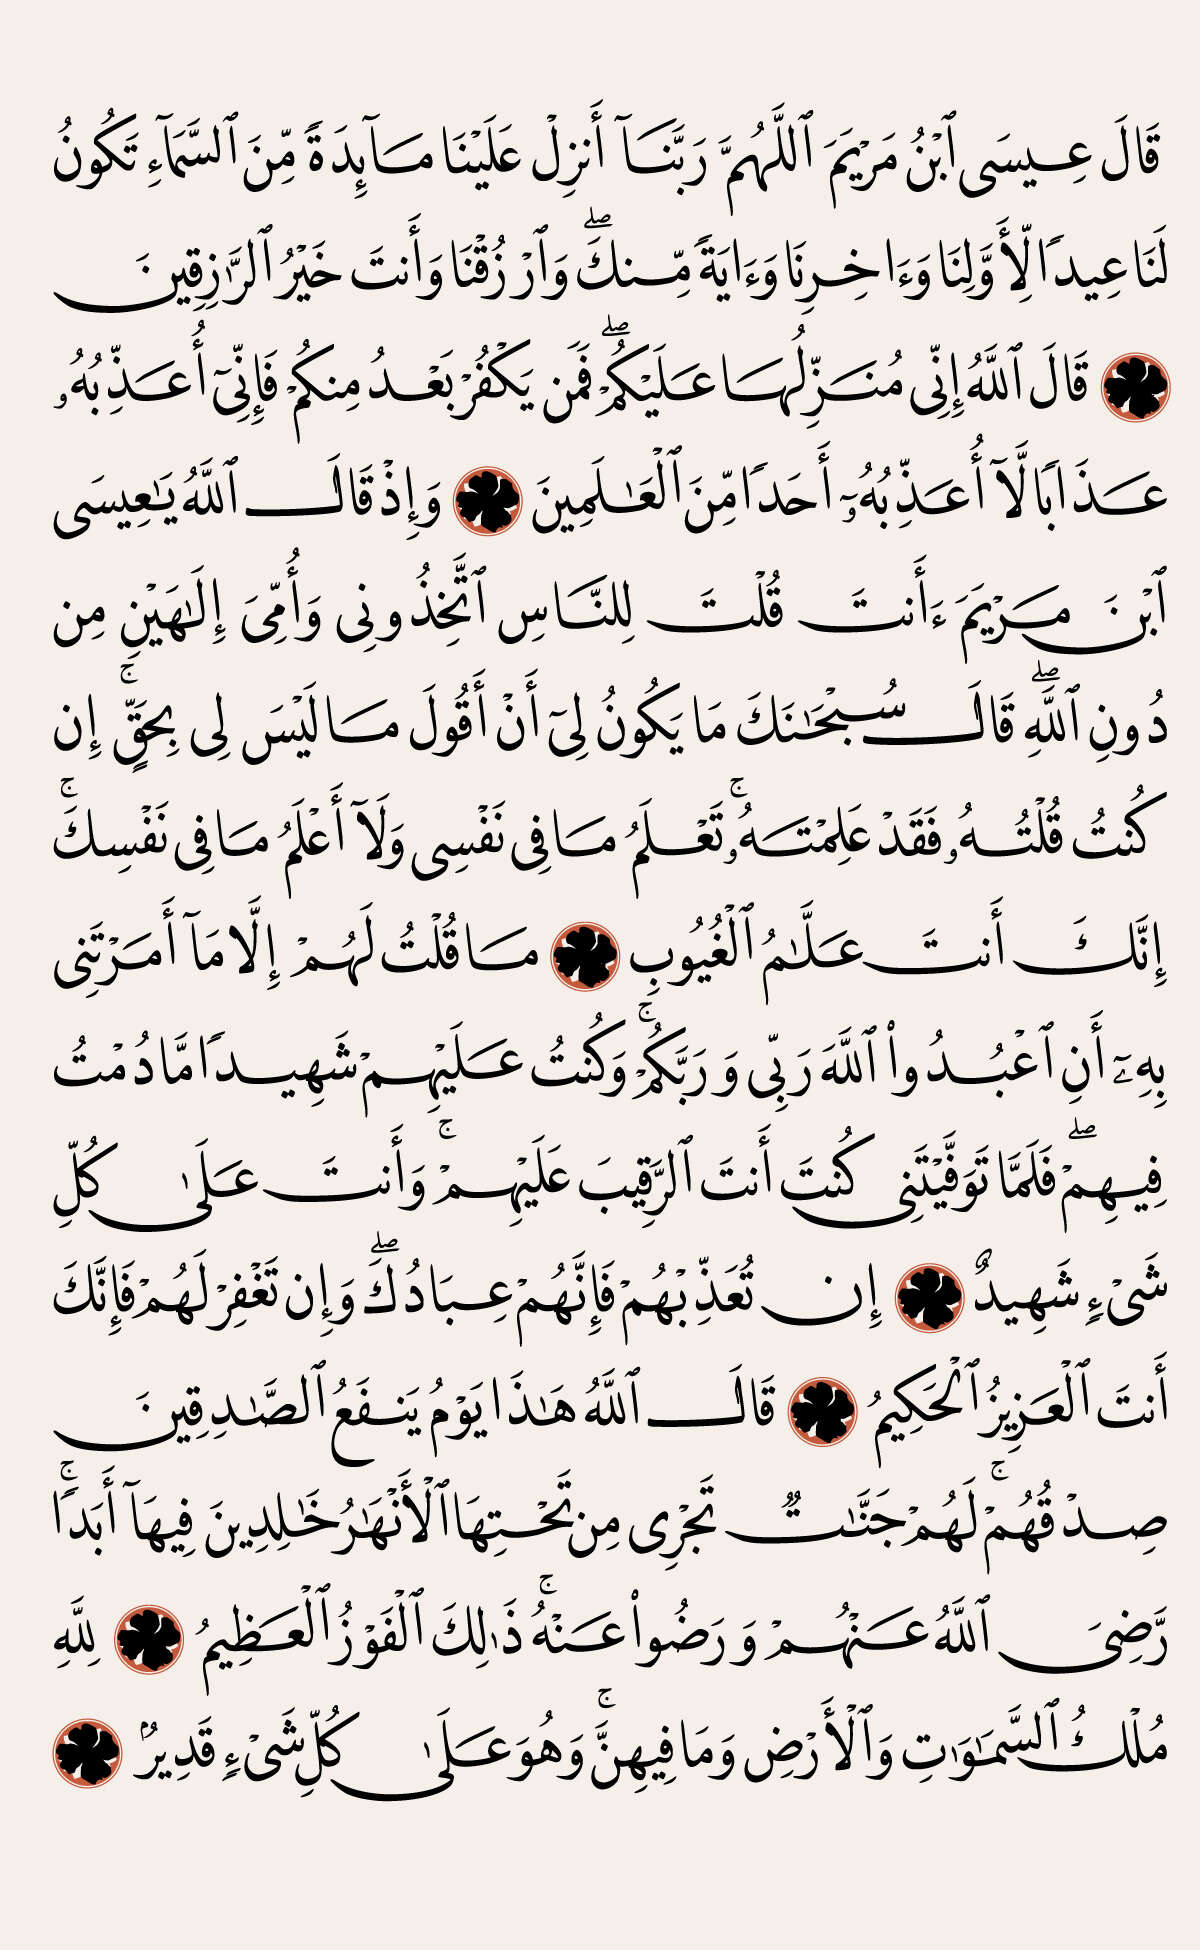 قَالَ عِيسَى ٱبْنُ مَرْيَمَ ٱللَّهُمَّ رَبَّنَآ أَنزِلْ عَلَيْنَا مَآئِدَةً مِّنَ ٱلسَّمَآءِ تَكُونُ
لَنَا عِيدًا لِّأَوَّلِنَا وَءَاخِرِنَا وَءَايَةً مِّنكَۖ وَٱرْزُقْنَا وَأَنتَ خَيْرُ ٱلرَّٰزِقِينَ
قَالَ ٱللَّهُ إِنِّى مُنَزِّلُهَا عَلَيْكُمْۖ فَمَن يَكْفُرْ بَعْدُ مِنكُمْ فَإِنِّىٓ أُعَذِّبُهُۥ
عَذَابًا لَّآ أُعَذِّبُهُۥٓ أَحَدًا مِّنَ ٱلْعَٰلَمِينَ وَإِذْ قَالَ ٱللَّهُ يَٰعِيسَى
ٱبْنَ مَرْيَمَ ءَأَنتَ قُلْتَ لِلنَّاسِ ٱتَّخِذُونِى وَأُمِّىَ إِلَٰهَيْنِ مِن
دُونِ ٱللَّهِۖ قَالَ سُبْحَٰنَكَ مَا يَكُونُ لِىٓ أَنْ أَقُولَ مَا لَيْسَ لِى بِحَقٍّۚ إِن
كُنتُ قُلْتُهُۥ فَقَدْ عَلِمْتَهُۥۚ تَعْلَمُ مَا فِى نَفْسِى وَلَآ أَعْلَمُ مَا فِى نَفْسِكَۚ
إِنَّكَ أَنتَ عَلَّٰمُ ٱلْغُيُوبِ مَا قُلْتُ لَهُمْ إِلَّا مَآ أَمَرْتَنِى
بِهِۦٓ أَنِ ٱعْبُدُوا۟ ٱللَّهَ رَبِّى وَرَبَّكُمْۚ وَكُنتُ عَلَيْهِمْ شَهِيدًا مَّا دُمْتُ
فِيهِمْۖ فَلَمَّا تَوَفَّيْتَنِى كُنتَ أَنتَ ٱلرَّقِيبَ عَلَيْهِمْۚ وَأَنتَ عَلَىٰ كُلِّ
شَىْءٍ شَهِيدٌ إِن تُعَذِّبْهُمْ فَإِنَّهُمْ عِبَادُكَۖ وَإِن تَغْفِرْ لَهُمْ فَإِنَّكَ
أَنتَ ٱلْعَزِيزُ ٱلْحَكِيمُ قَالَ ٱللَّهُ هَٰذَا يَوْمُ يَنفَعُ ٱلصَّٰدِقِينَ
صِدْقُهُمْۚ لَهُمْ جَنَّٰتٌ تَجْرِى مِن تَحْتِهَا ٱلْأَنْهَٰرُ خَٰلِدِينَ فِيهَآ أَبَدًاۚ
رَّضِىَ ٱللَّهُ عَنْهُمْ وَرَضُوا۟ عَنْهُۚ ذَٰلِكَ ٱلْفَوْزُ ٱلْعَظِيمُ لِلَّهِ
مُلْكُ ٱلسَّمَٰوَٰتِ وَٱلْأَرْضِ وَمَا فِيهِنَّۚ وَهُوَ عَلَىٰ كُلِّ شَىْءٍ قَدِيرٌۢ